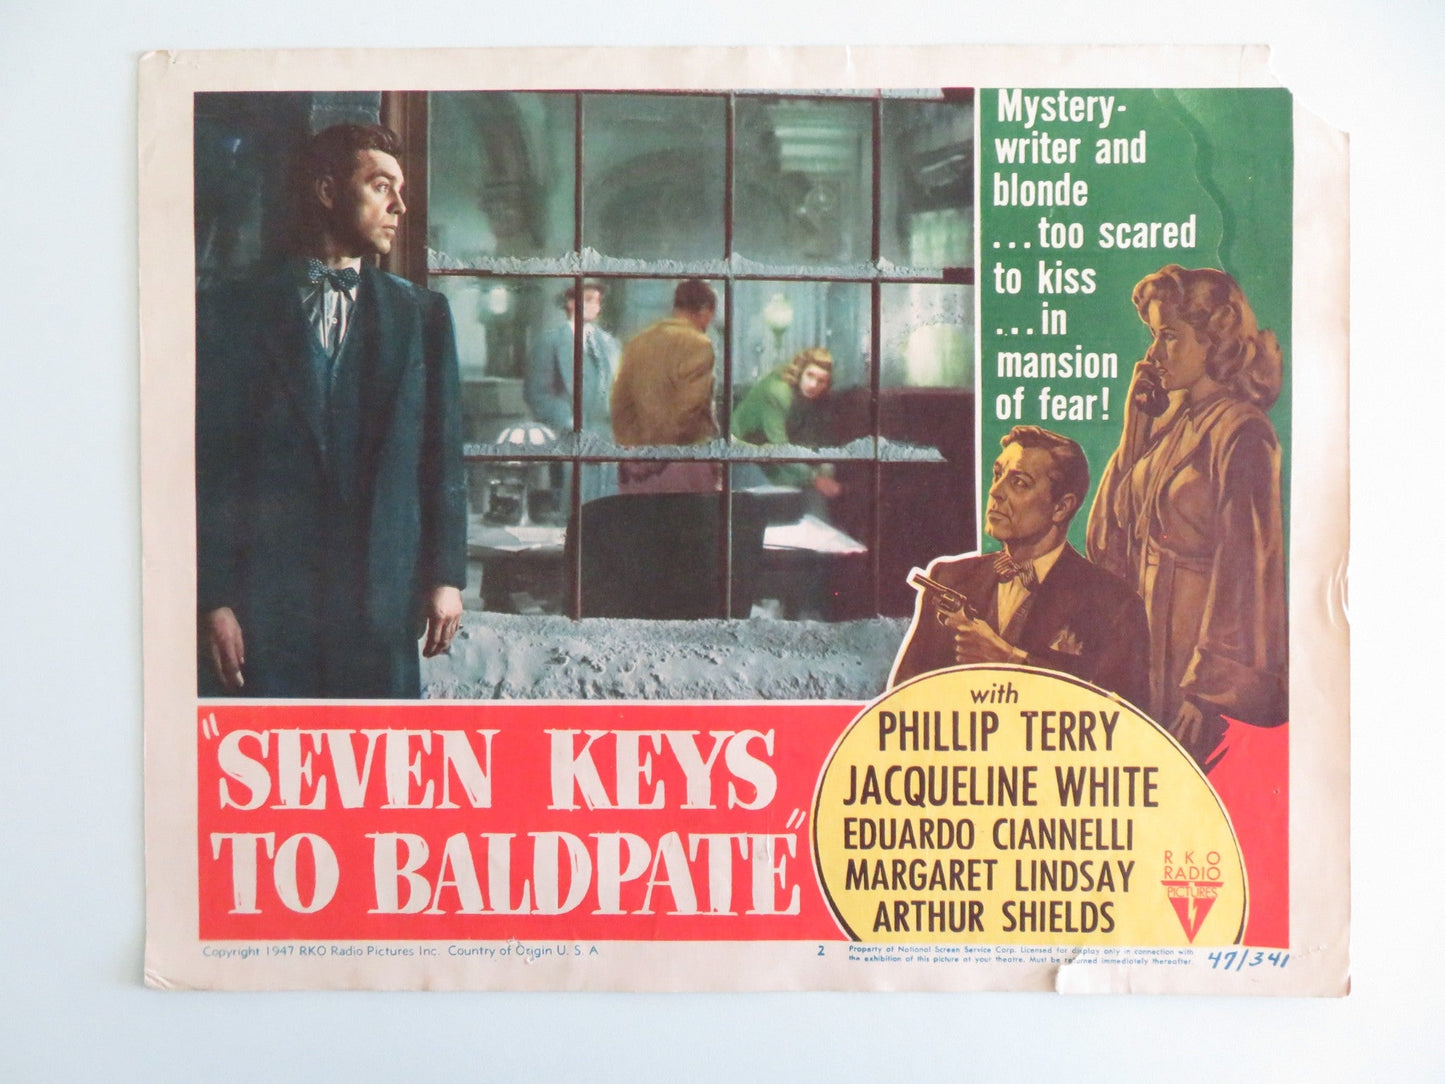 Mystery-
writer and
blonde
...too scared
to kiss
...in
mansion
of fear!
"SEVEN KEYS
TO BALDPATE"
with
PHILLIP TERRY
JACQUELINE WHITE
EDUARDO CIANNELLI
MARGARET LINDSAY
ARTHUR SHIELDS
RKO
RADIO
PICTURES
Copyright 1947 RKO Radio Pictures Inc. Country of Origin U. S. A
2
Property of National Screen Service Corp. Licensed for display only in connection with
the exhibition of this picture at your theatre. Must be returned immediately thereafter.
47/341